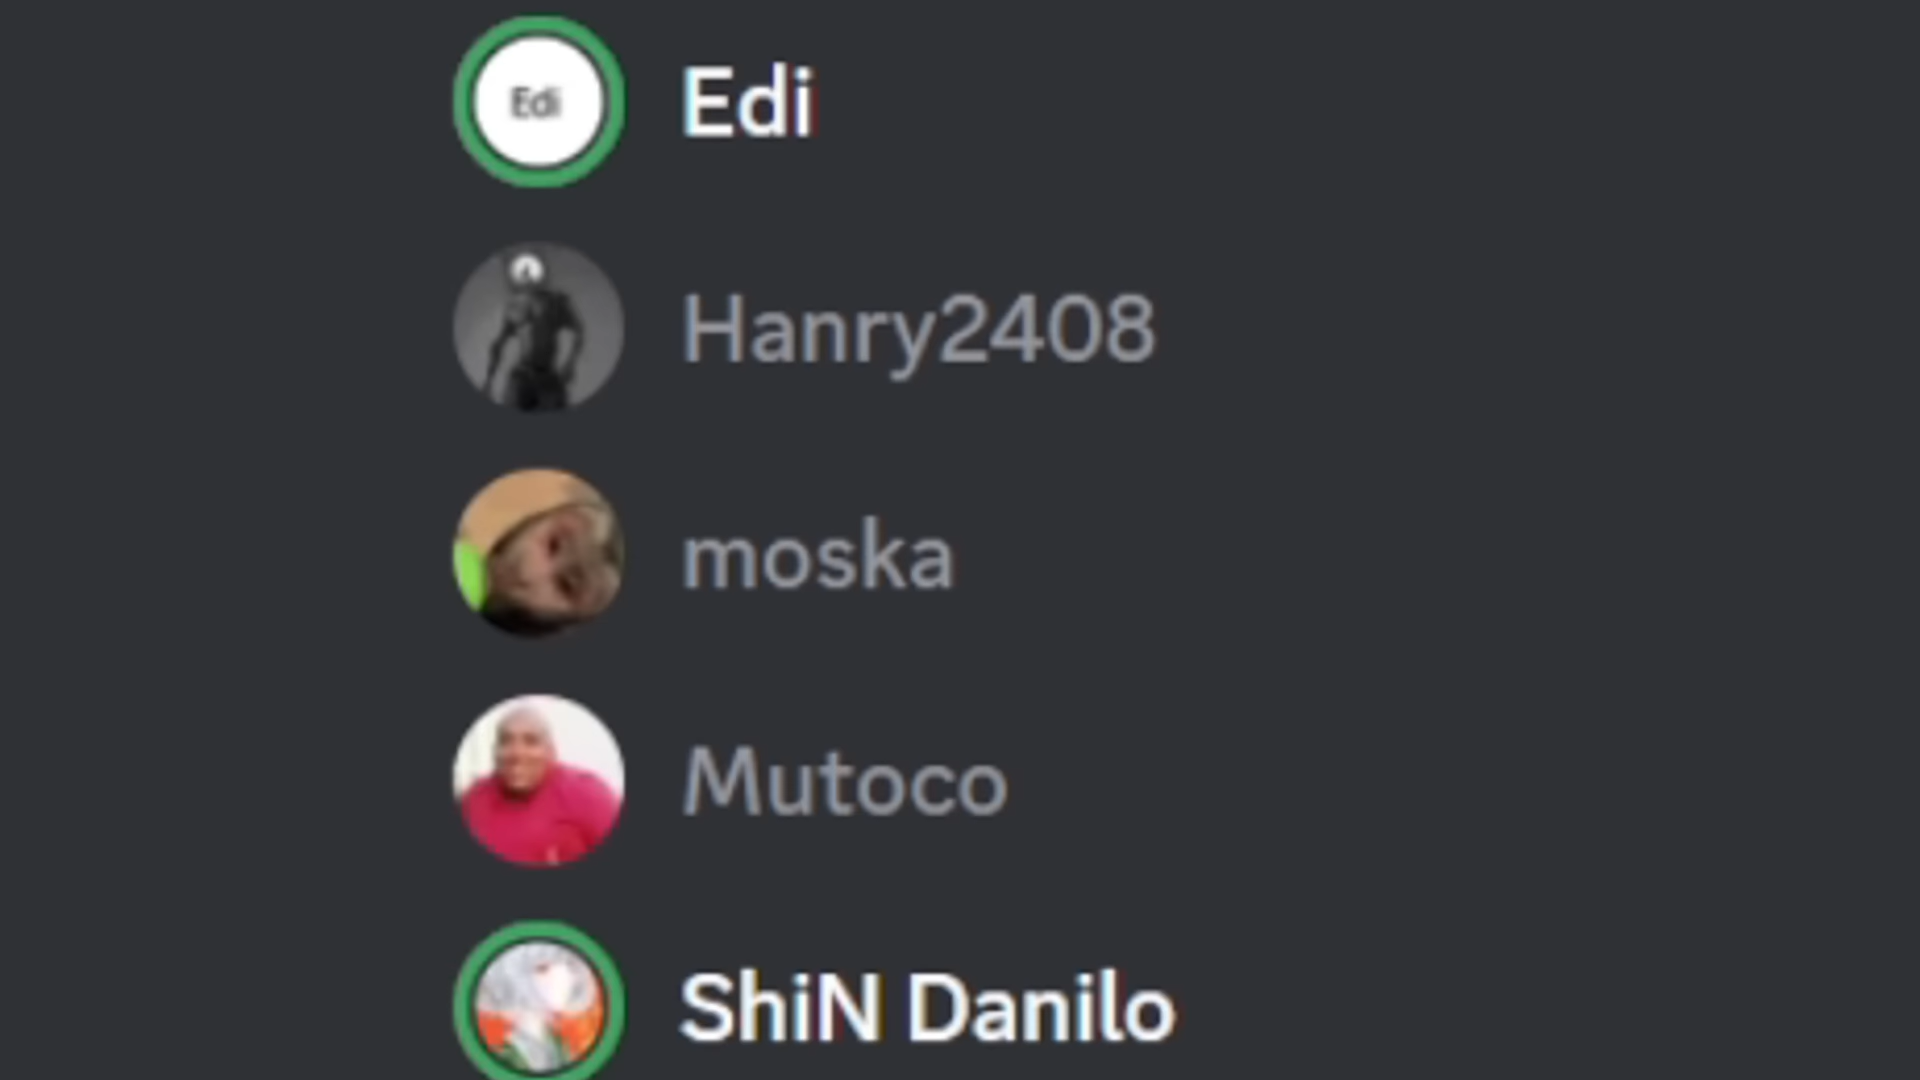 Edi
Edi
Hanry2408
moska
Mutoco
ShiN Danilo